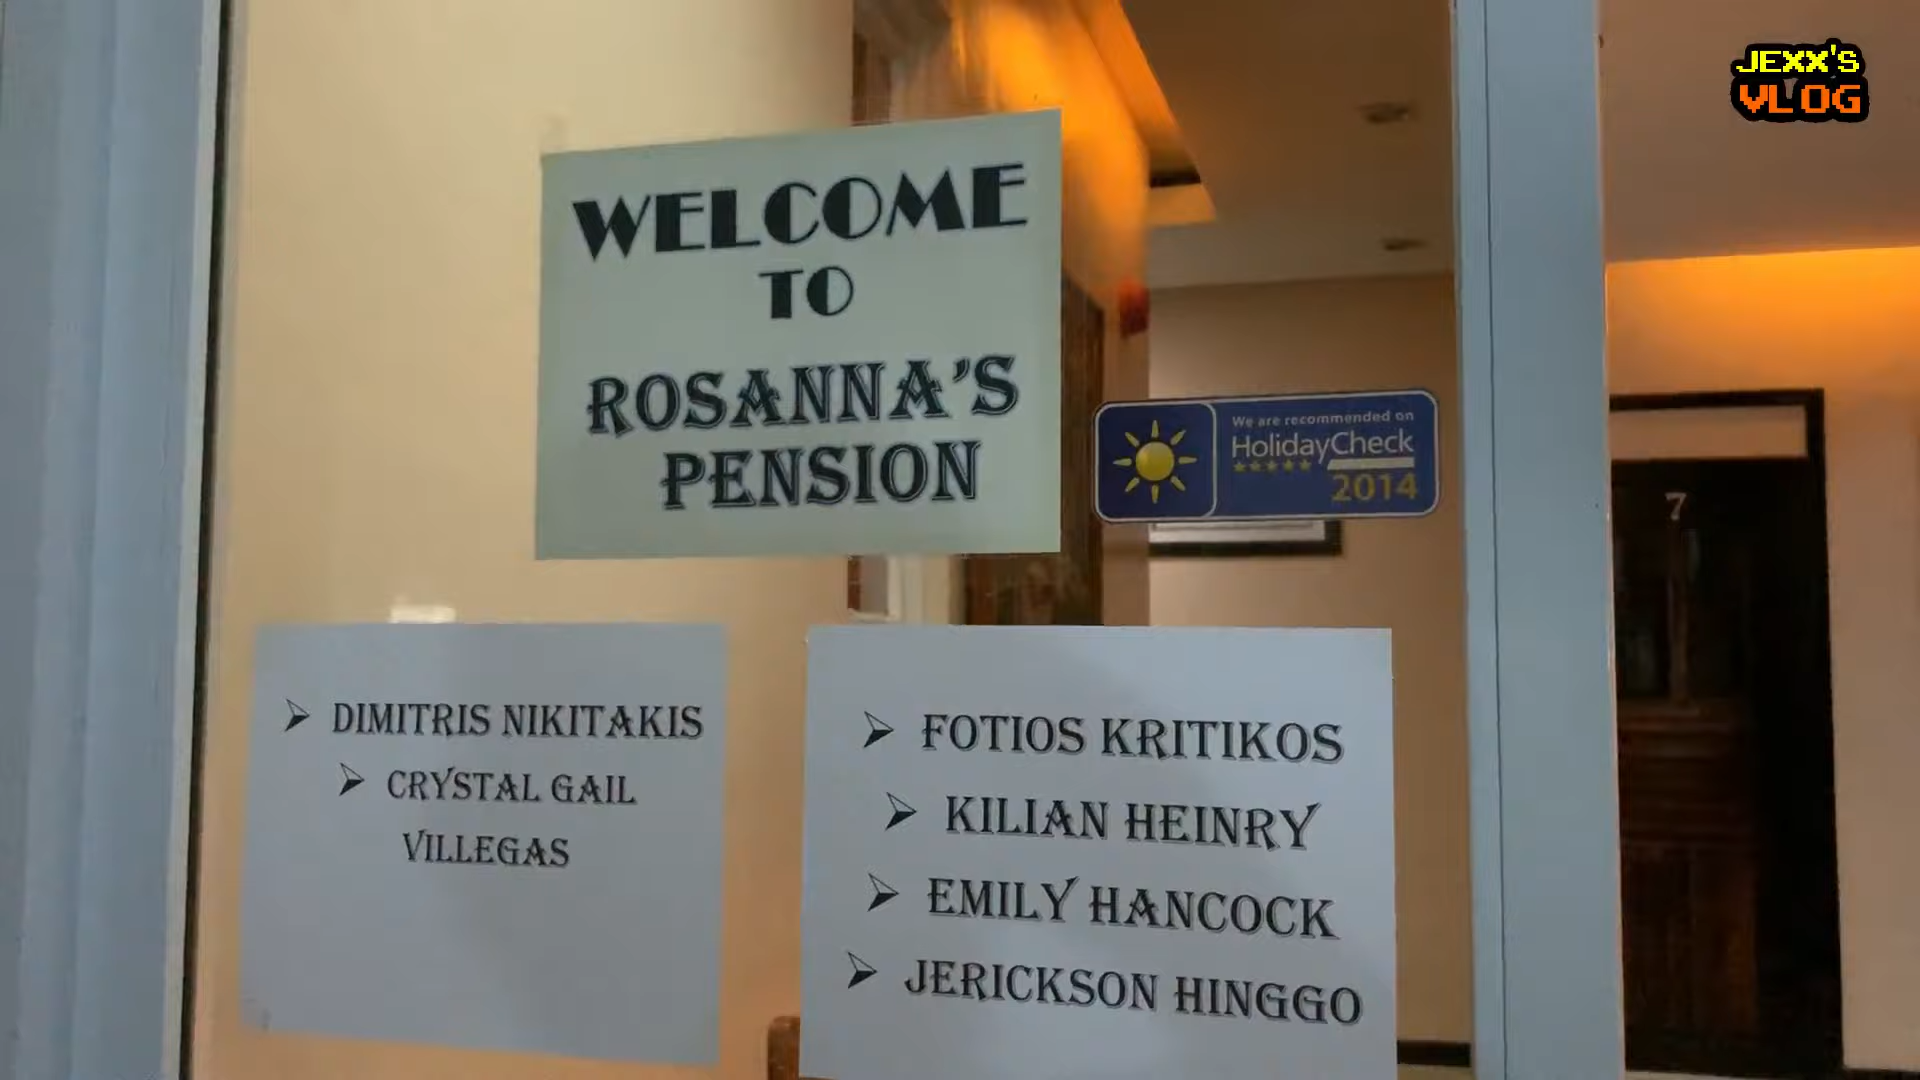 JEXX'S
VLOG
WELCOME
TO
ROSANNA'S
PENSION
We are recommended on
HolidayCheck
2014
7
➢ DIMITRIS NIKITAKIS
➢ CRYSTAL GAIL
VILLEGAS
➢ FOTIOS KRITIKOS
➢ KILIAN HEINRY
➢ EMILY HANCOCK
➢ JERICKSON HINGGO